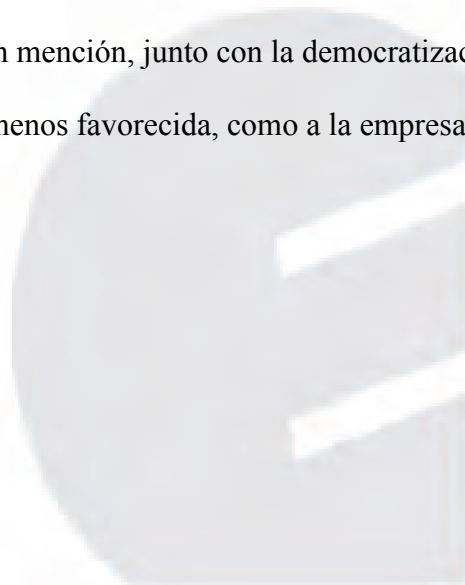 mención, junto con la democratizac
menos favorecida, como a la empresa